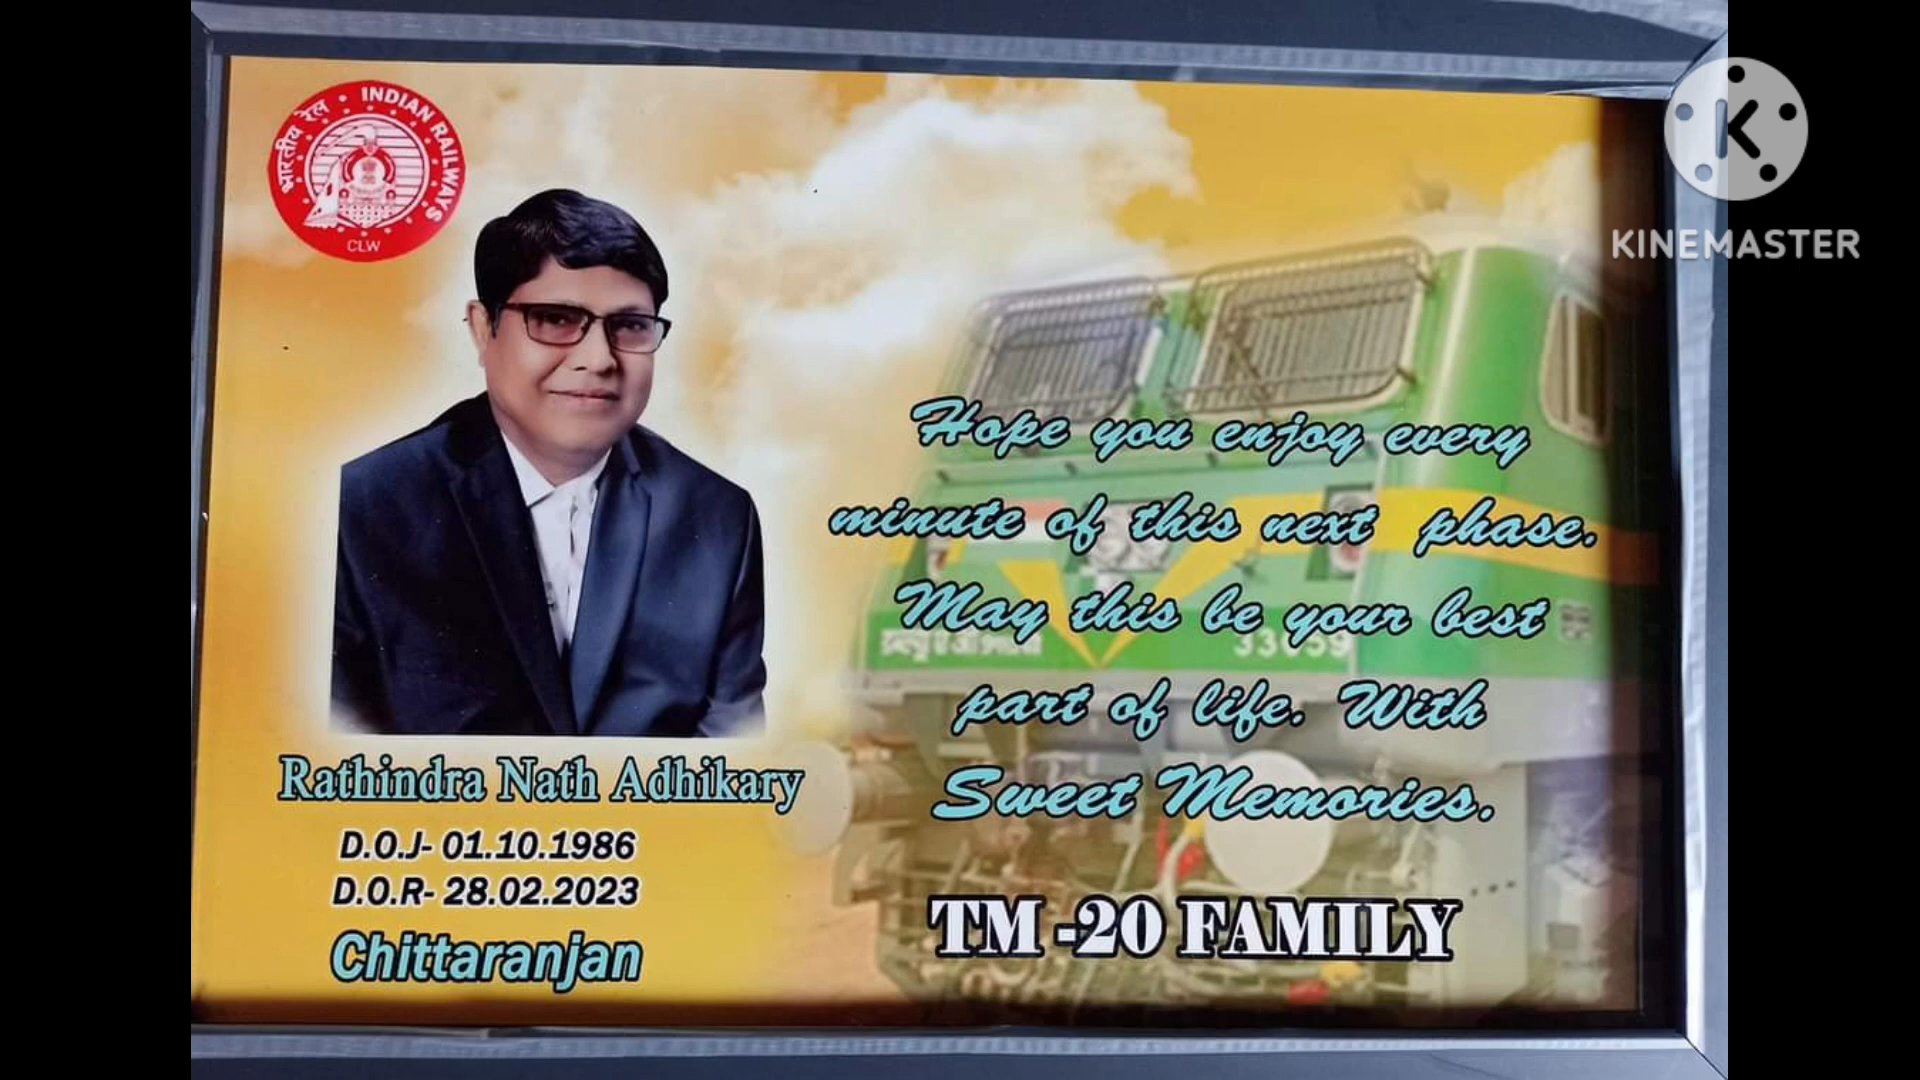 भारतीय रेल • INDIAN RAILWAYS
CLW
KINEMASTER
Hope you enjoy every
minute of this next phase.
May this be your best
33059
part of life. With
Sweet Memories.
Rathindra Nath Adhikary
D.O.J- 01.10.1986
D.O.R- 28.02.2023
Chittaranjan
TM -20 FAMILY